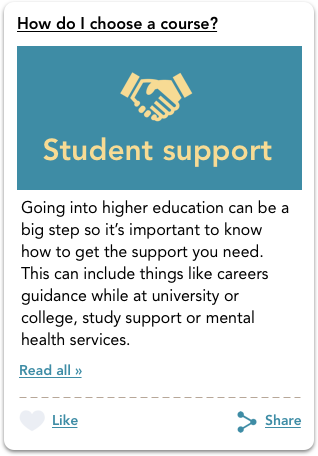 How do I choose a course?
Student support
Going into higher education can be a
big step so it’s important to know
how to get the support you need.
This can include things like careers
guidance while at university or
college, study support or mental
health services.
Read all »
Like
Share